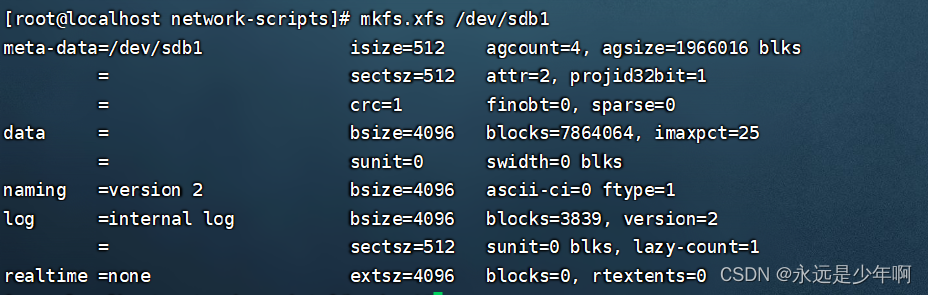 [root@localhost network-scripts]# mkfs.xfs /dev/sdb1
meta-data=/dev/sdb1              isize=512    agcount=4, agsize=1966016 blks
         =                       sectsz=512   attr=2, projid32bit=1
         =                       crc=1        finobt=0, sparse=0
data     =                       bsize=4096   blocks=7864064, imaxpct=25
         =                       sunit=0      swidth=0 blks
naming   =version 2              bsize=4096   ascii-ci=0 ftype=1
log      =internal log           bsize=4096   blocks=3839, version=2
         =                       sectsz=512   sunit=0 blks, lazy-count=1
realtime =none                   extsz=4096   blocks=0, rtextents=0
CSDN @永远是少年啊